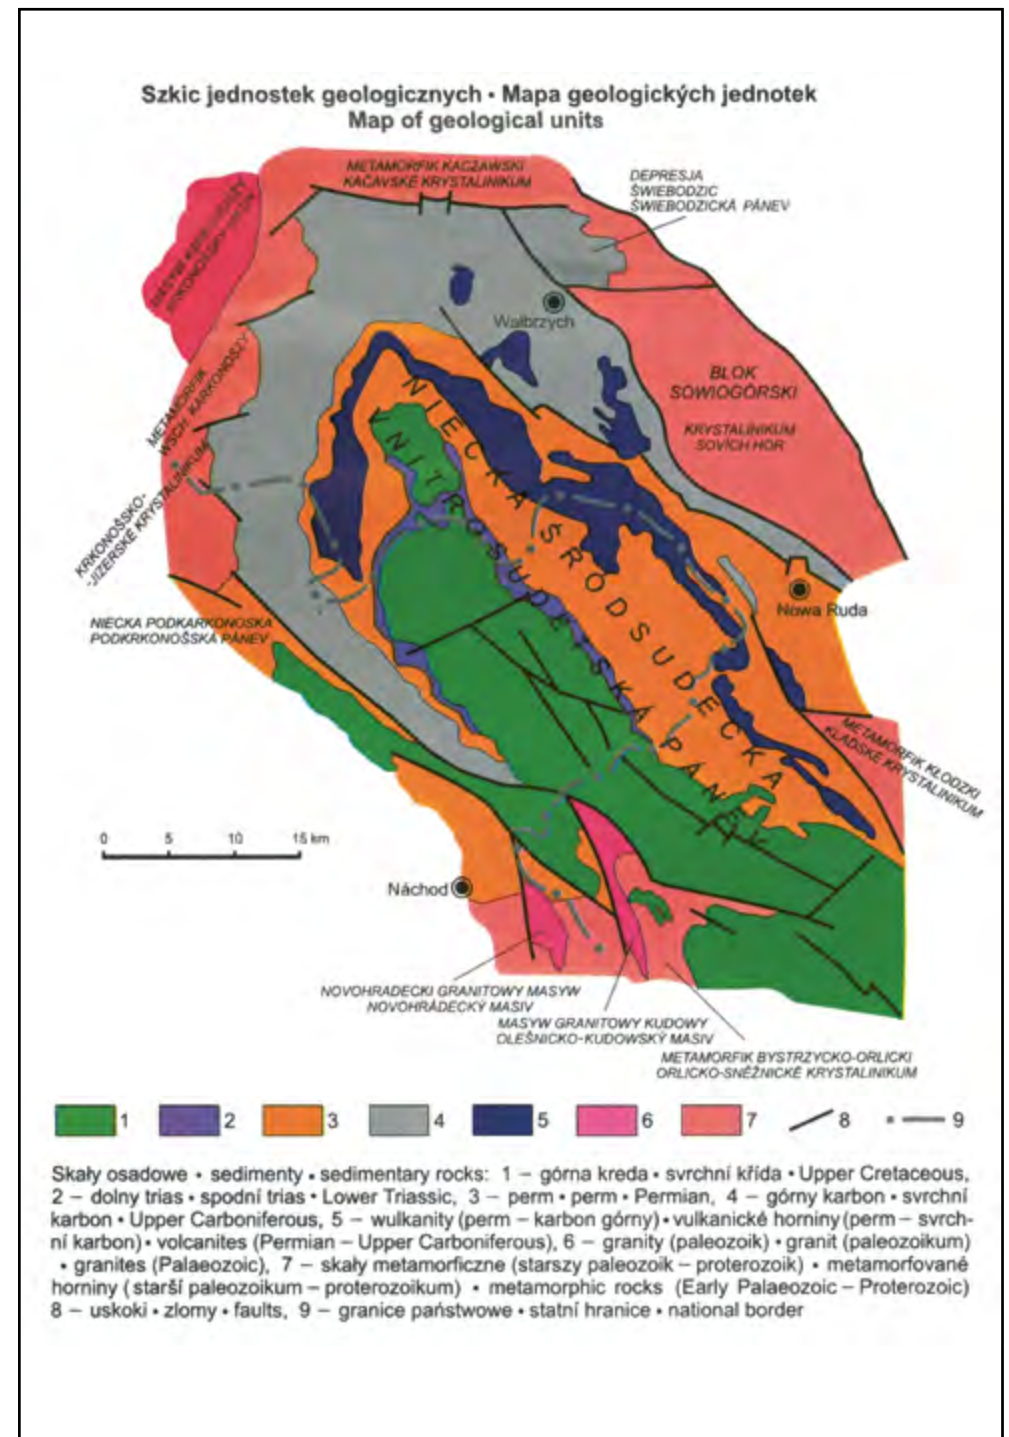 Szkic jednostek geologicznych • Mapa geologických jednotek
Map of geological units
METAMORFIK KACZAWSKI
KAČAVSKÉ KRYSTALINIKUM
DEPRESJA
ŚWIEBODZIC
ŚWIEBODZICKÁ PÁNEV
Wałbrzych
BLOK
SOWIOGÓRSKI
KRYSTALINIKUM
SOVÍCH HOR
METAMORFIK
WSCH. KARKONOSZY
KRKONOŠSKO-
-JIZERSKÉ KRYSTALINIKUM
NIECKA ŚRÓDSUDECKA
VNITROSUDETSKÁ PÁNEV
Nowa Ruda
NIECKA PODKARKONOSKA
PODKRKONOŠSKÁ PÁNEV
METAMORFIK KŁODZKI
KLADSKÉ KRYSTALINIKUM
0 5 10 15 km
Náchod
NOVOHRADECKI GRANITOWY MASYW
NOVOHRÁDECKÝ MASIV
MASYW GRANITOWY KUDOWY
OLEŠNICKO-KUDOWSKÝ MASIV
METAMORFIK BYSTRZYCKO-ORLICKI
ORLICKO-SNĚŽNICKÉ KRYSTALINIKUM
1 2 3 4 5 6 7 8 9
Skały osadowe • sedimenty • sedimentary rocks: 1 – górna kreda • svrchní křída • Upper Cretaceous,
2 – dolny trias • spodní trias • Lower Triassic, 3 – perm • perm • Permian, 4 – górny karbon • svrchní
karbon • Upper Carboniferous, 5 – wulkanity (perm – karbon górny) • vulkanické horniny (perm – svrch-
ní karbon) • volcanites (Permian – Upper Carboniferous), 6 – granity (paleozoik) • granit (paleozoikum)
• granites (Palaeozoic), 7 – skały metamorficzne (starszy paleozoik – proterozoik) • metamorfované
horniny ( starší paleozoikum – proterozoikum) • metamorphic rocks (Early Palaeozoic – Proterozoic)
8 – uskoki • zlomy • faults, 9 – granice państwowe • statní hranice • national border